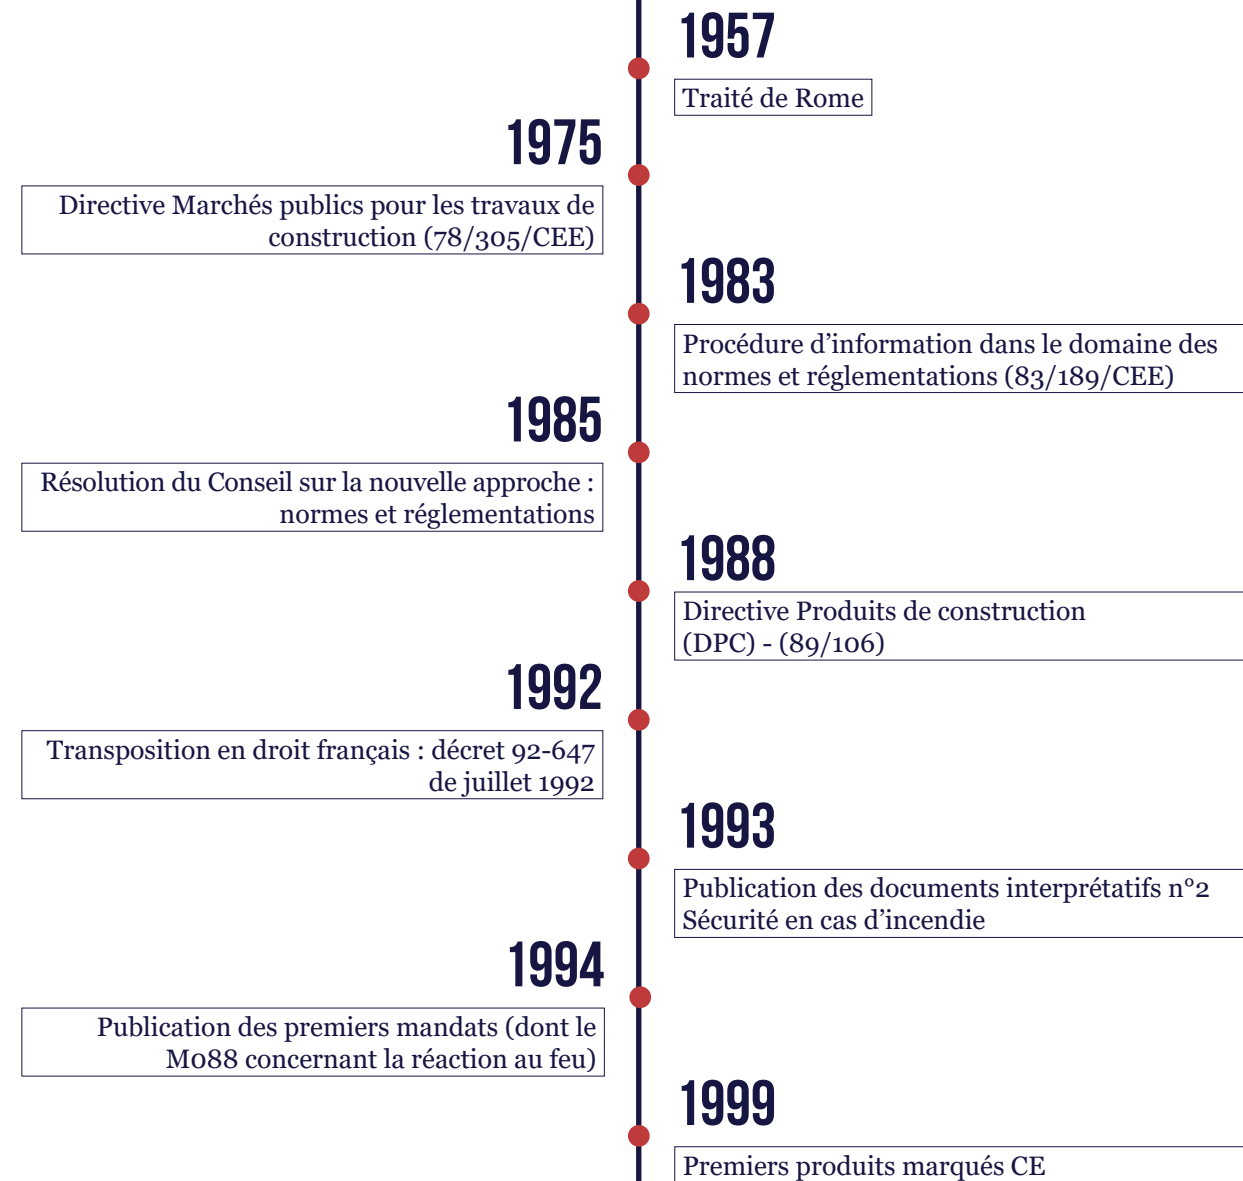 1957
Traité de Rome
1975
Directive Marchés publics pour les travaux de
construction (78/305/CEE)
1983
Procédure d’information dans le domaine des
normes et réglementations (83/189/CEE)
1985
Résolution du Conseil sur la nouvelle approche :
normes et réglementations
1988
Directive Produits de construction
(DPC) - (89/106)
1992
Transposition en droit français : décret 92-647
de juillet 1992
1993
Publication des documents interprétatifs n°2
Sécurité en cas d’incendie
1994
Publication des premiers mandats (dont le
M088 concernant la réaction au feu)
1999
Premiers produits marqués CE